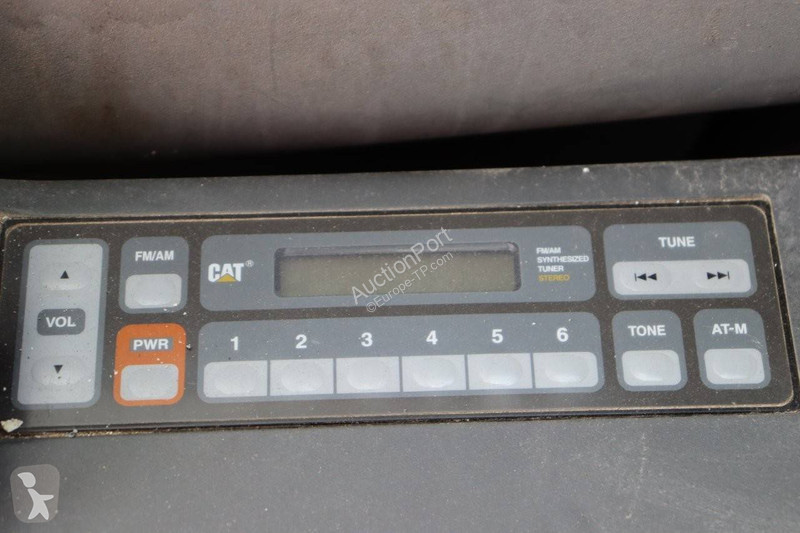 VOL
FM/AM
PWR
CAT®
FM/AM
SYNTHESIZED
TUNER
STEREO
1 2 3 4 5 6
TUNE
TONE
AT-M
AuctionPort
©Europe-TP.com